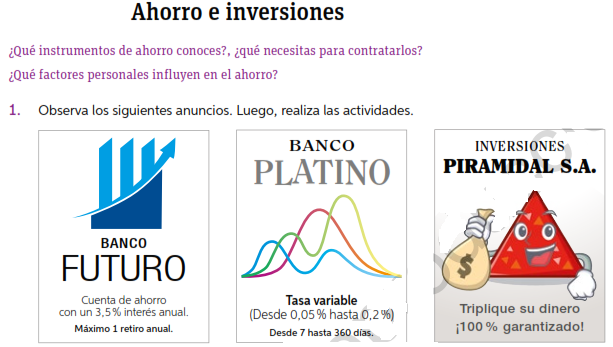 Ahorro e inversiones
¿Qué instrumentos de ahorro conoces?, ¿qué necesitas para contratarlos?
¿Qué factores personales influyen en el ahorro?
1. Observa los siguientes anuncios. Luego, realiza las actividades.
BANCO
FUTURO
Cuenta de ahorro
con un 3,5 % interés anual.
Máximo 1 retiro anual.
BANCO
PLATINO
Tasa variable
(Desde 0,05 % hasta 0,2 %)
Desde 7 hasta 360 días.
INVERSIONES
PIRAMIDAL S.A.
$
Triplique su dinero
¡100 % garantizado!